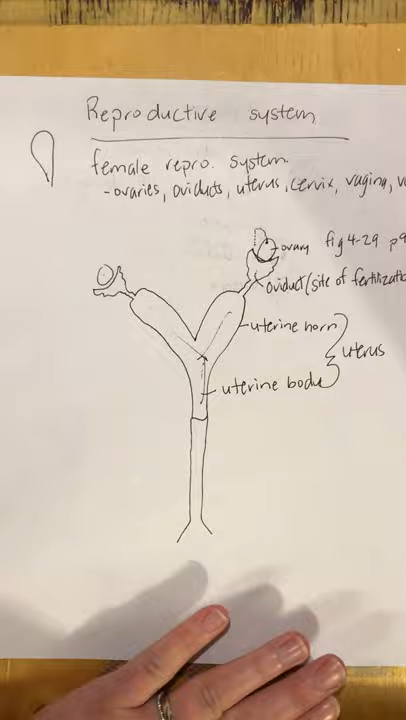 Reproductive system
female repro. system
- ovaries, oviducts, uterus, cervix, vagina,
ovary fig 4-29
oviduct (site of
uterine horn
uterus
uterine body